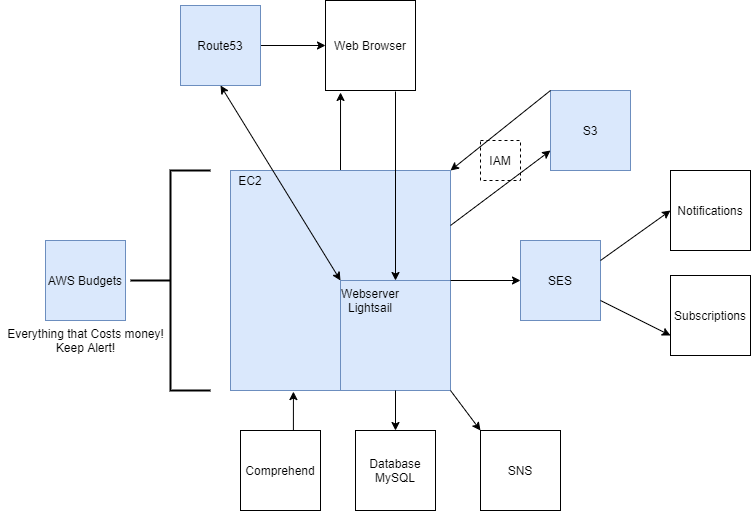 Route53
Web Browser
S3
IAM
EC2
Notifications
AWS Budgets
SES
Webserver
Lightsail
Subscriptions
Everything that Costs money!
Keep Alert!
Comprehend
Database
MySQL
SNS